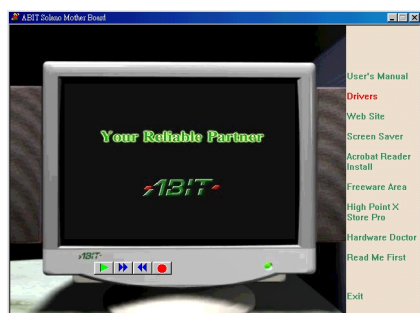 ABIT Solano Mother Board
User's Manual
Drivers
Web Site
Your Reliable Partner
Screen Saver
Acrobat Reader
Install
ABIT
Freeware Area
High Point X
Store Pro
Hardware Doctor
ABIT
Read Me First
Exit